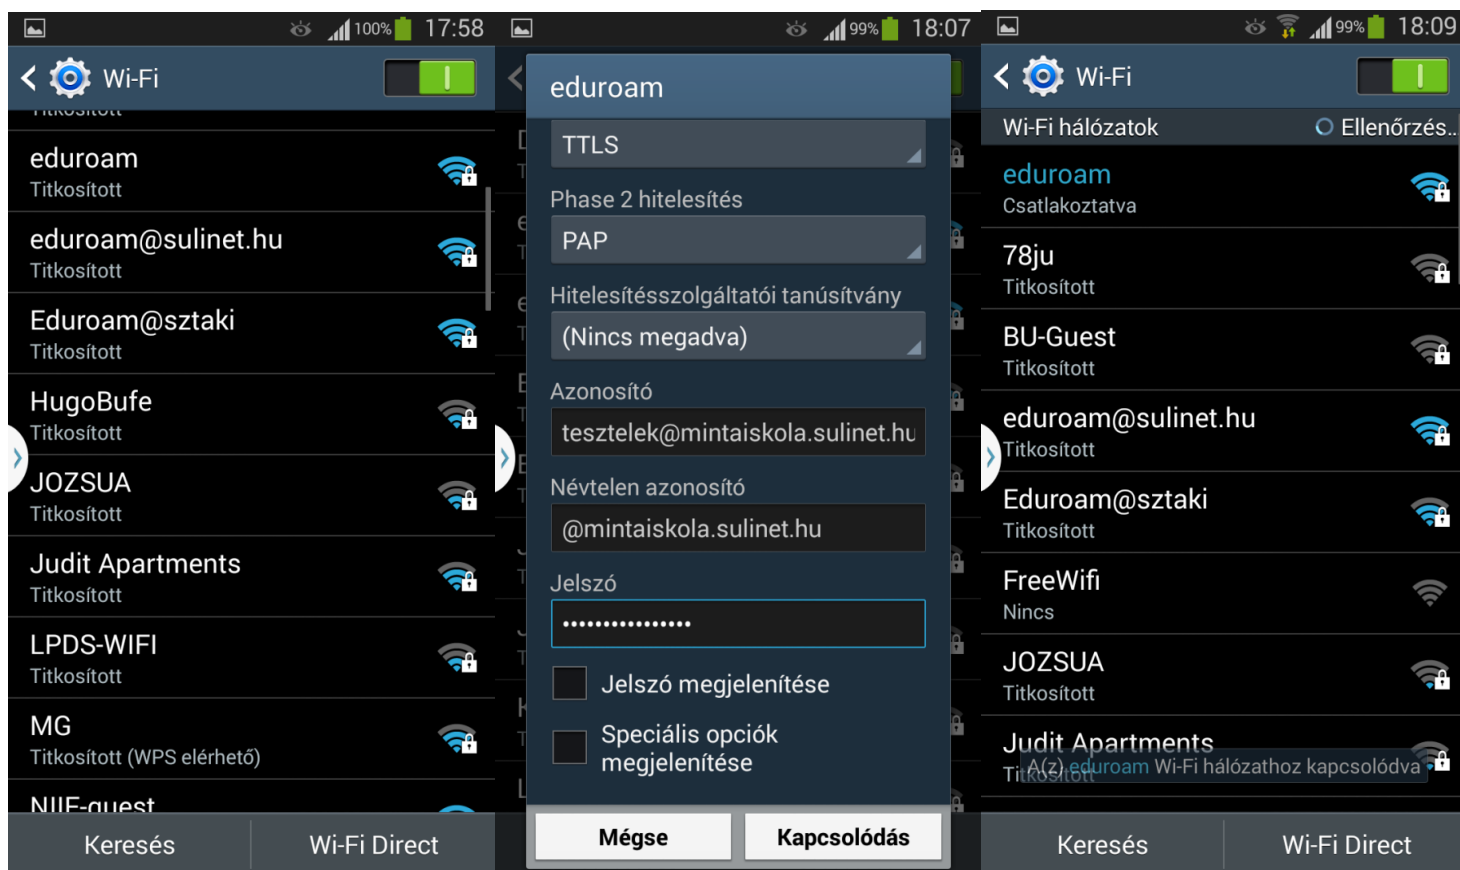 100% 17:58
Wi-Fi
Titkosított
eduroam
Titkosított
eduroam@sulinet.hu
Titkosított
Eduroam@sztaki
Titkosított
HugoBufe
Titkosított
JOZSUA
Titkosított
Judit Apartments
Titkosított
LPDS-WIFI
Titkosított
MG
Titkosított (WPS elérhető)
NIIF-guest
Keresés Wi-Fi Direct
99% 18:07
eduroam
TTLS
Phase 2 hitelesítés
PAP
Hitelesítésszolgáltatói tanúsítvány
(Nincs megadva)
Azonosító
tesztelek@mintaiskola.sulinet.hu
Névtelen azonosító
@mintaiskola.sulinet.hu
Jelszó
••••••••••••••••
Jelszó megjelenítése
Speciális opciók
megjelenítése
Mégse Kapcsolódás
99% 18:09
Wi-Fi
Wi-Fi hálózatok Ellenőrzés..
eduroam
Csatlakoztatva
78ju
Titkosított
BU-Guest
Titkosított
eduroam@sulinet.hu
Titkosított
Eduroam@sztaki
Titkosított
FreeWifi
Nincs
JOZSUA
Titkosított
Judit Apartments
Titkosított
A(z) eduroam Wi-Fi hálózathoz kapcsolódva
Keresés Wi-Fi Direct